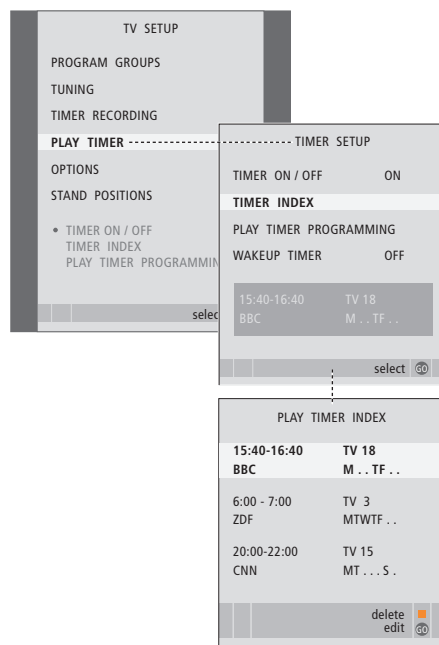 TV SETUP
PROGRAM GROUPS
TUNING
TIMER RECORDING
PLAY TIMER
OPTIONS
STAND POSITIONS
• TIMER ON / OFF
TIMER INDEX
PLAY TIMER PROGRAMMIN
selec
TIMER SETUP
TIMER ON / OFF ON
TIMER INDEX
PLAY TIMER PROGRAMMING
WAKEUP TIMER OFF
15:40-16:40 TV 18
BBC M . . TF . .
select GO
PLAY TIMER INDEX
15:40-16:40 TV 18
BBC M . . TF . .
6:00 - 7:00 TV 3
ZDF MTWTF . .
20:00-22:00 TV 15
CNN MT . . . S .
delete
edit GO